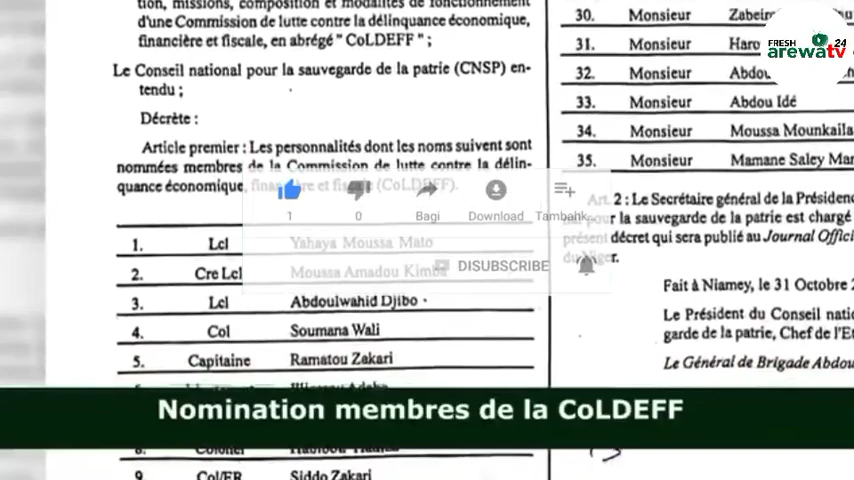 tion, missions, composition et modalités de fonctionnement
d'une Commission de lutte contre la délinquance économique,
financière et fiscale, en abrégé " CoLDEFF " ;
Le Conseil national pour la sauvegarde de la patrie (CNSP) en-
tendu ;
Décrète :
Article premier : Les personnalités dont les noms suivent sont
nommées membres de la Commission de lutte contre la délin-
quance économique, financière et fiscale (CoLDEFF).
1. Lcl Yahaya Moussa Mato
2. Cre Lcl Moussa Amadou Kimba
3. Lcl Abdoulwahid Djibo
4. Col Soumana Wali
5. Capitaine Ramatou Zakari
8. Colonel
9. Col/ER Siddo Zakari
30. Monsieur
31. Monsieur Haro
32. Monsieur Abdou
33. Monsieur Abdou Idé
34. Monsieur Moussa Mounkaila
35. Monsieur Mamane Saley
Art. 2 : Le Secrétaire général de la
pour la sauvegarde de la patrie est chargé
présent décret qui sera publié au Journal
du Niger.
Fait à Niamey, le 31 Octobre
Le Président du Conseil
garde de la patrie, Chef de
Le Général de Brigade
FRESH
arewatv
24
1
0
Bagi
Download
Tambahk..
DISUBSCRIBE
Nomination membres de la CoLDEFF